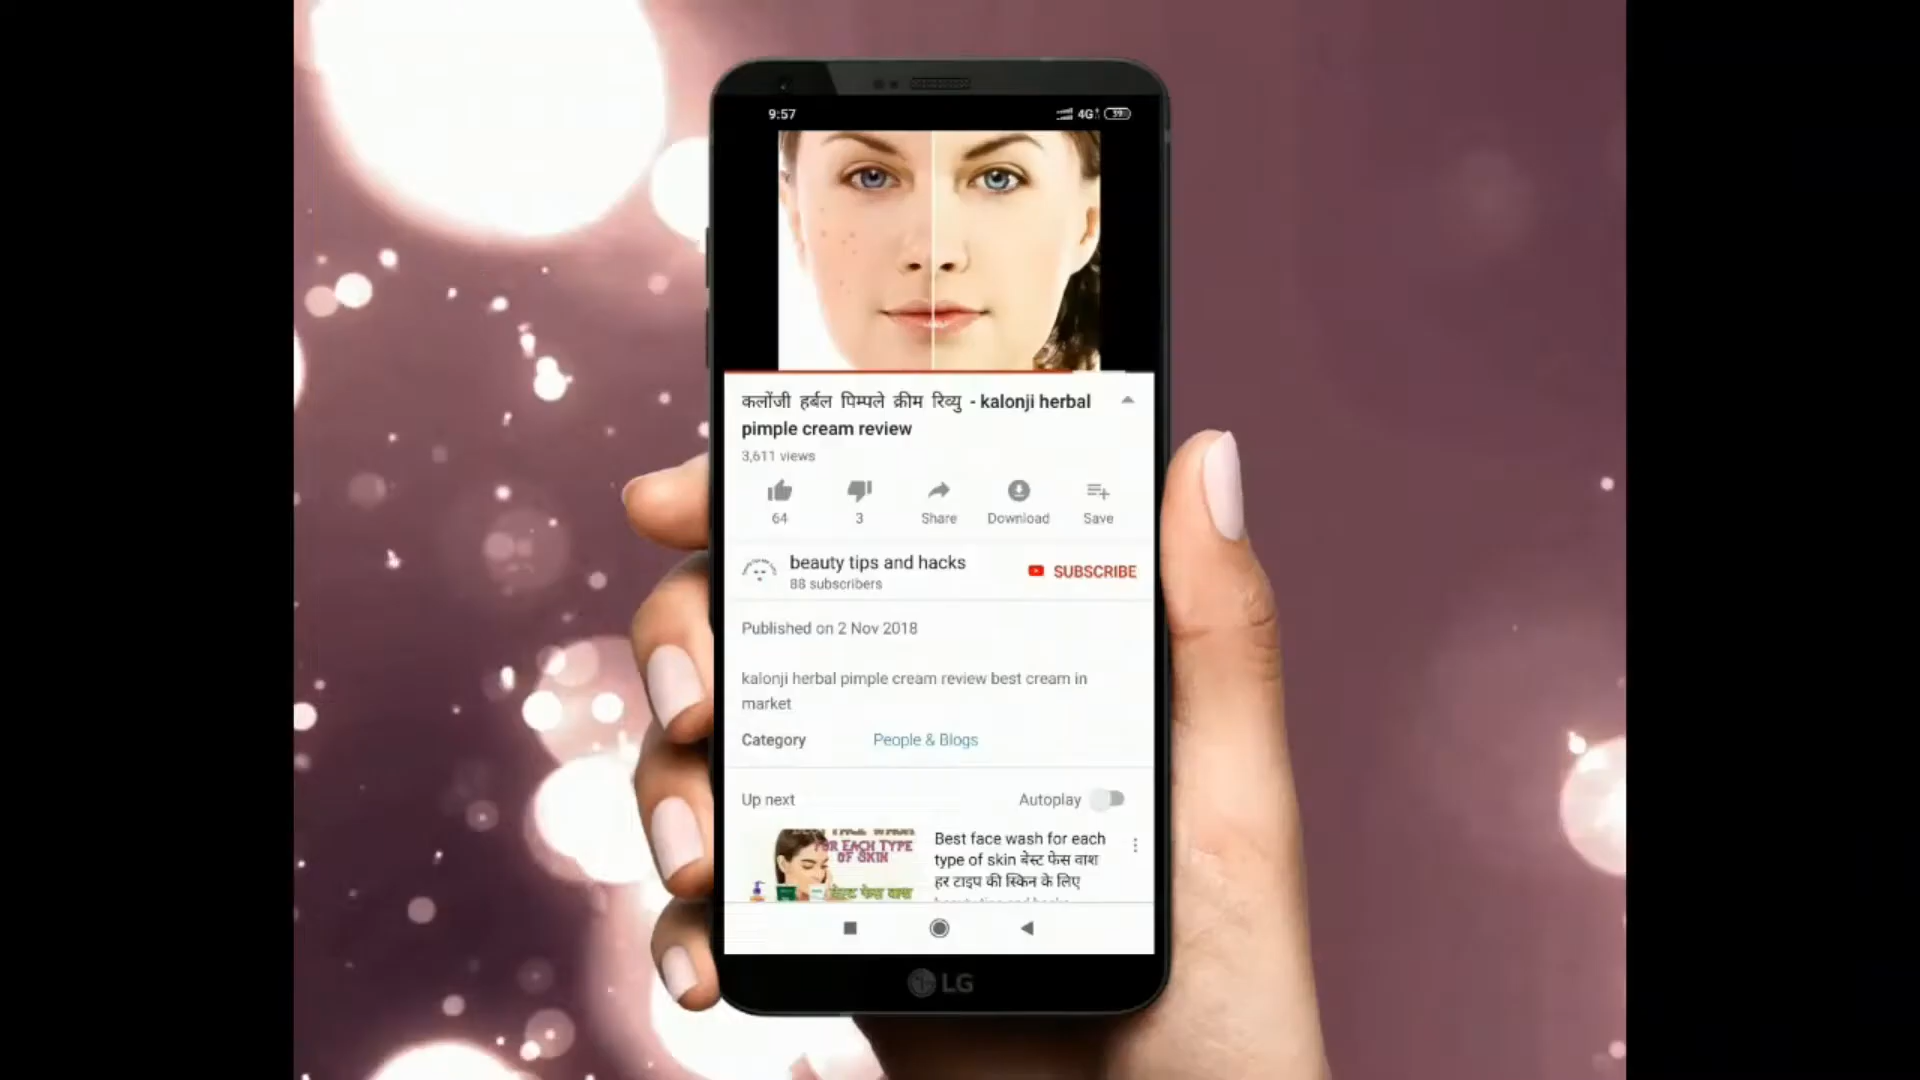 9:57
4G+
39
कलोंजी हर्बल पिम्पले क्रीम रिव्यु - kalonji herbal
pimple cream review
3,611 views
64
3
Share
Download
Save
beauty tips and hacks
88 subscribers
SUBSCRIBE
Published on 2 Nov 2018
kalonji herbal pimple cream review best cream in
market
Category
People & Blogs
Up next
Autoplay
FOR EACH TYPE
OF SKIN
बेस्ट फेस वाश
Best face wash for each
type of skin बेस्ट फेस वाश
हर टाइप की स्किन के लिए
LG